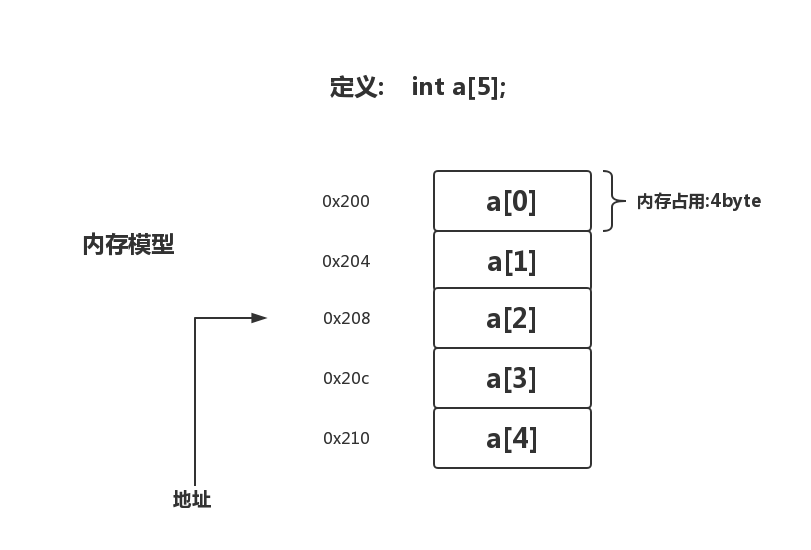 定义: int a[5];
0x200 a[0] 内存占用:4byte
内存模型
0x204 a[1]
0x208 a[2]
0x20c a[3]
0x210 a[4]
地址